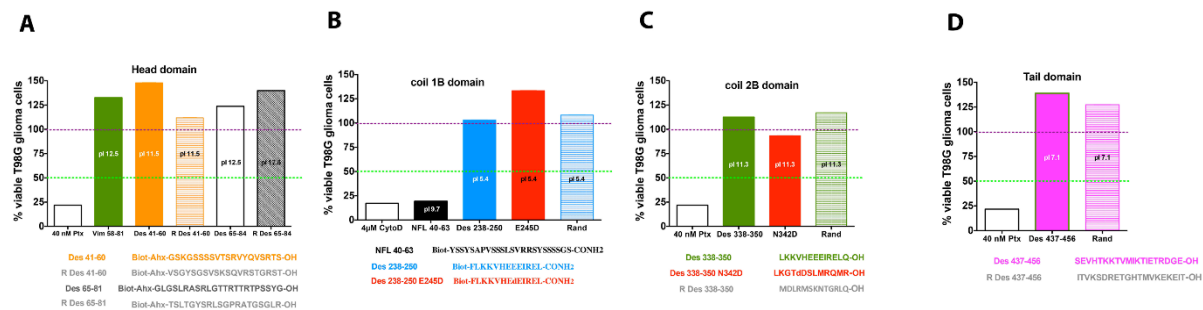 A
Head domain
% viable T98G glioma cells
150
125
100
75
50
25
0
pI 12.5
pI 11.5
pI 11.5
pI 12.5
pI 12.5
40 nM Ptx
Vim 58-81
Des 41-60
R Des 41-60
Des 65-84
R Des 65-84
Des 41-60 Biot-Ahx-GSKGSSSSVTSRVYQVSRTS-OH
R Des 41-60 Biot-Ahx-VSGYSGSVSKSQVRSTGRST-OH
Des 65-81 Biot-Ahx-GLGSLRASRLGTTRTTRTPSSYG-OH
R Des 65-81 Biot-Ahx-TSLTGYSRLSGPRATGSGLR-OH
B
coil 1B domain
% viable T98G glioma cells
150
125
100
75
50
25
0
pI 9.7
pI 5.4
pI 5.4
pI 5.4
4µM CytoD
NFL 40-63
Des 238-250
E245D
Rand
NFL 40-63 Biot-YSSYSAPVSSSLSVRRSYSSSSGS-CONH2
Des 238-250 Biot-FLKKVHEEEIREL-CONH2
Des 238-250 E245D Biot-FLKKVHEdEIREL-CONH2
C
coil 2B domain
% viable T98G glioma cells
150
125
100
75
50
25
0
pI 11.3
pI 11.3
pI 11.3
40 nM Ptx
Des 338-350
N342D
Rand
Des 338-350 LKKVHEEEIRELQ-OH
Des 338-350 N342D LKGTdDSLMRQMR-OH
R Des 338-350 MDLRMSKNTGRLQ-OH
D
Tail domain
% viable T98G glioma cells
150
125
100
75
50
25
0
pI 7.1
pI 7.1
40 nM Ptx
Des 437-456
Rand
Des 437-456 SEVHTKKTVMIKTIETRDGE-OH
R Des 437-456 ITVKSDRETGHTMVKEKEIT-OH